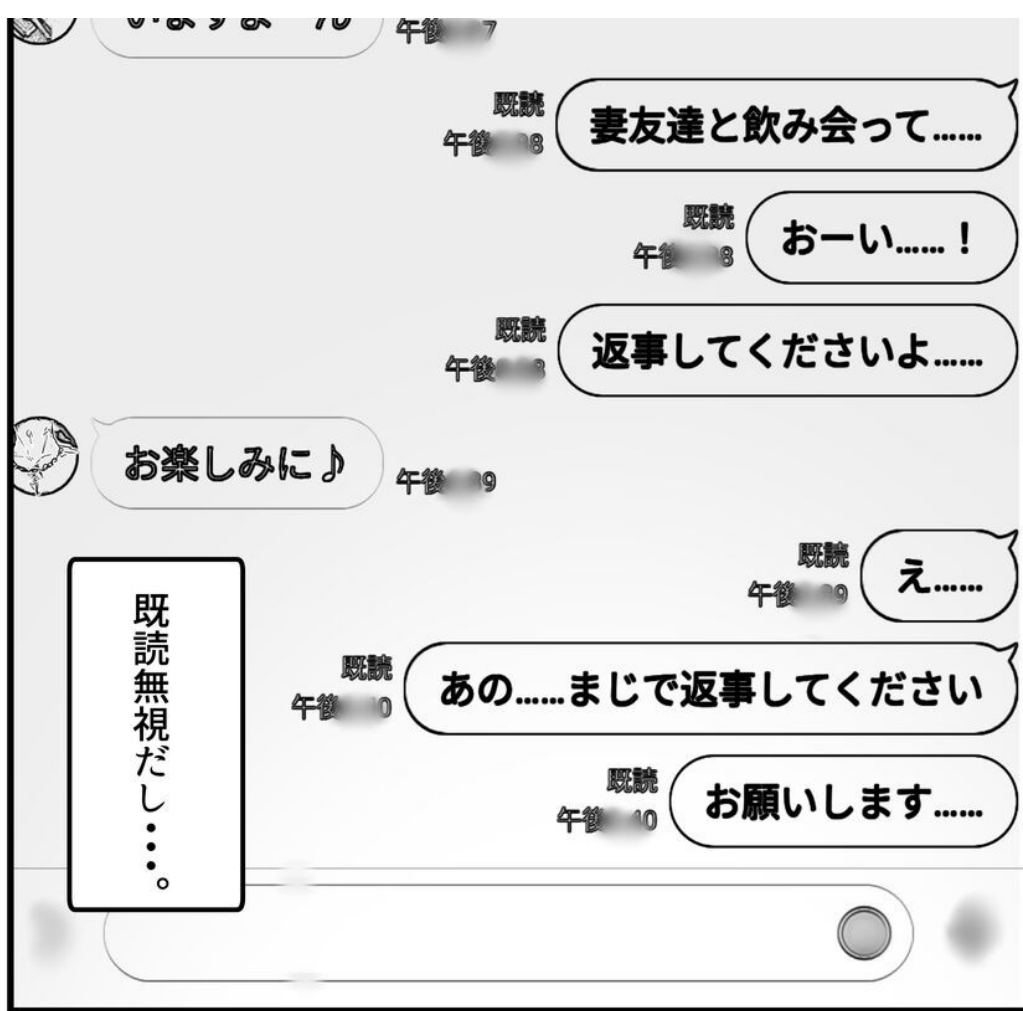 午後
既読
午後
妻友達と飲み会って……
既読
午後
おーい……！
既読
午後
返事してくださいよ……
お楽しみに♪
午後
既読
午後
え……
既読
午後
あの……まじで返事してください
既読
午後
お願いします……
既読無視だし・・・。